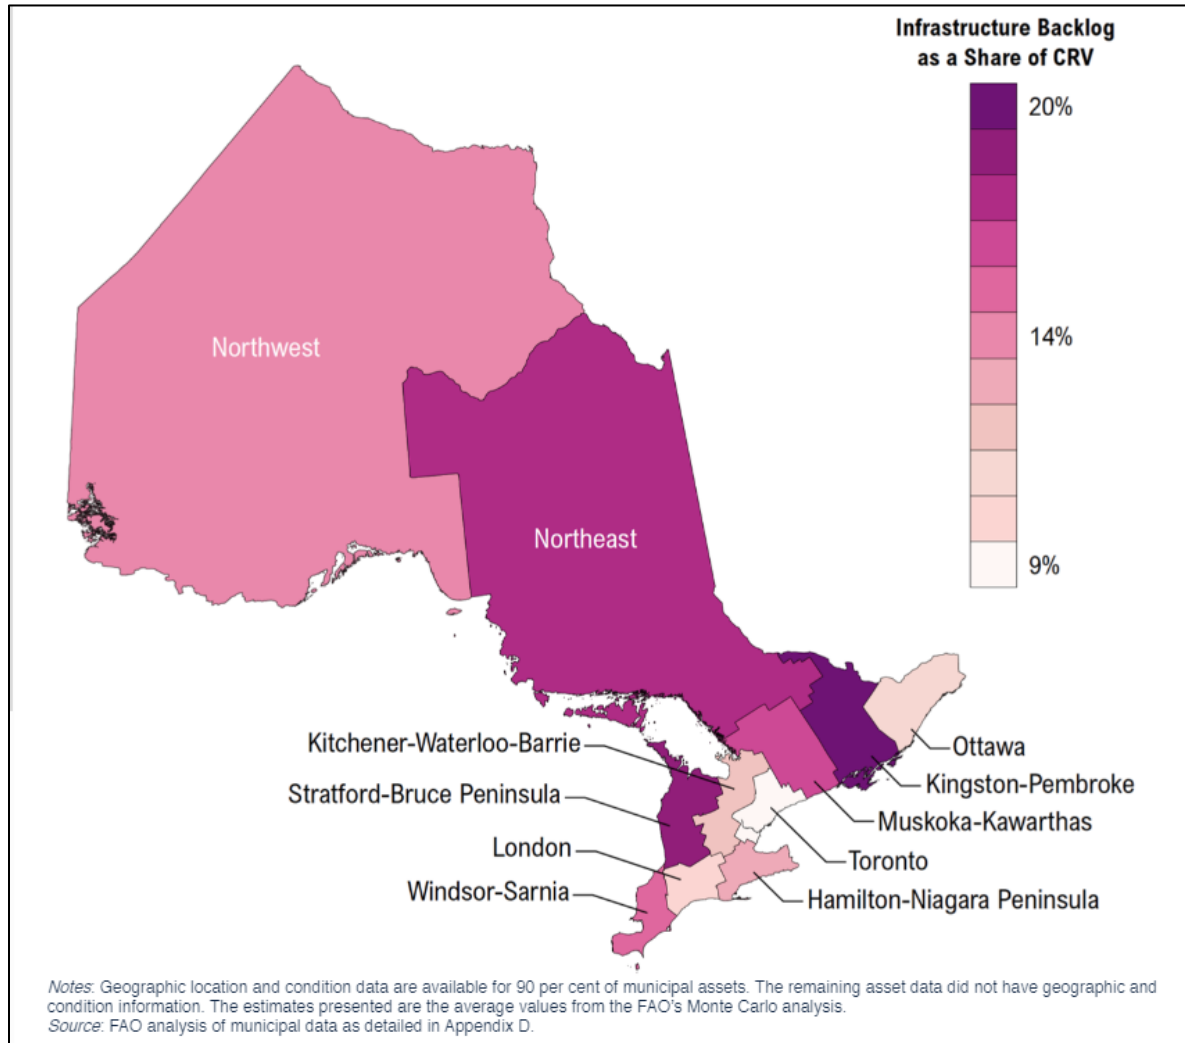 Infrastructure Backlog
as a Share of CRV
20%
14%
9%
Northwest
Northeast
Kitchener-Waterloo-Barrie
Stratford-Bruce Peninsula
London
Windsor-Sarnia
Ottawa
Kingston-Pembroke
Muskoka-Kawarthas
Toronto
Hamilton-Niagara Peninsula
Notes: Geographic location and condition data are available for 90 per cent of municipal assets. The remaining asset data did not have geographic and
condition information. The estimates presented are the average values from the FAO's Monte Carlo analysis.
Source: FAO analysis of municipal data as detailed in Appendix D.